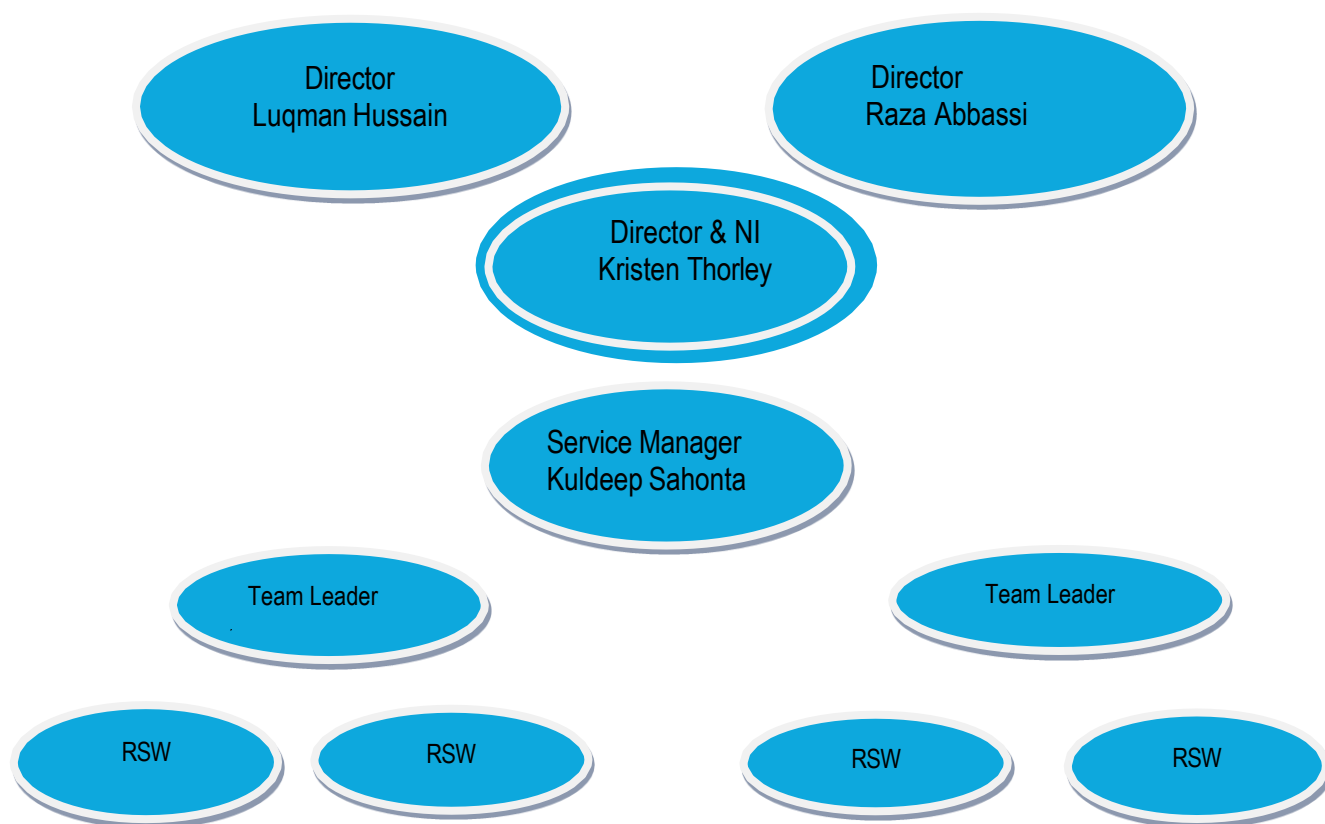 Director
Luqman Hussain
Director
Raza Abbassi
Director & NI
Kristen Thorley
Service Manager
Kuldeep Sahonta
Team Leader
.
Team Leader
RSW
RSW
RSW
RSW